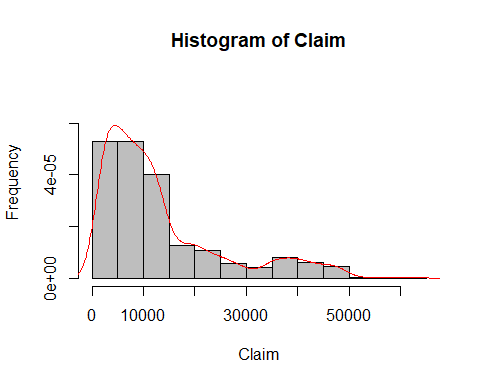 Histogram of Claim
Frequency
4e-05
0e+00
0 10000 30000 50000
Claim